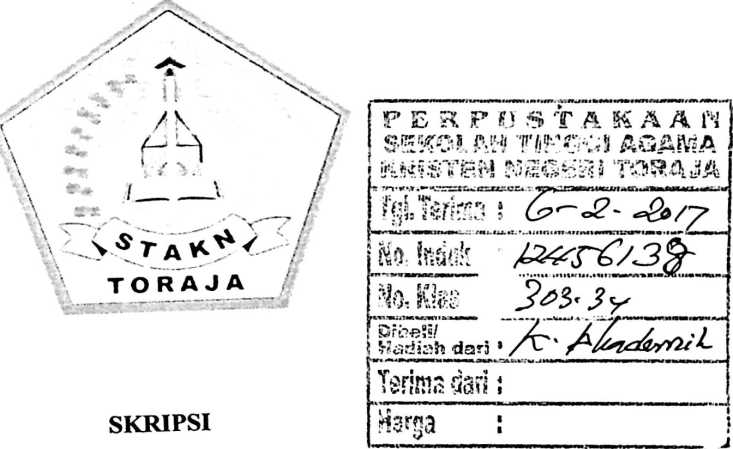 STAKN
TORAJA
SKRIPSI
PERPUSTAKAAN
SEKOLAH TINGGI AGAMA
KRISTEN NEGERI TORAJA
Tgl. Terima : 6-2-2017
No. Induk 12456138
No. Klas 303.34
Dibeli/
Hadiah dari : K. Akademik
Terima dari :
Harga :